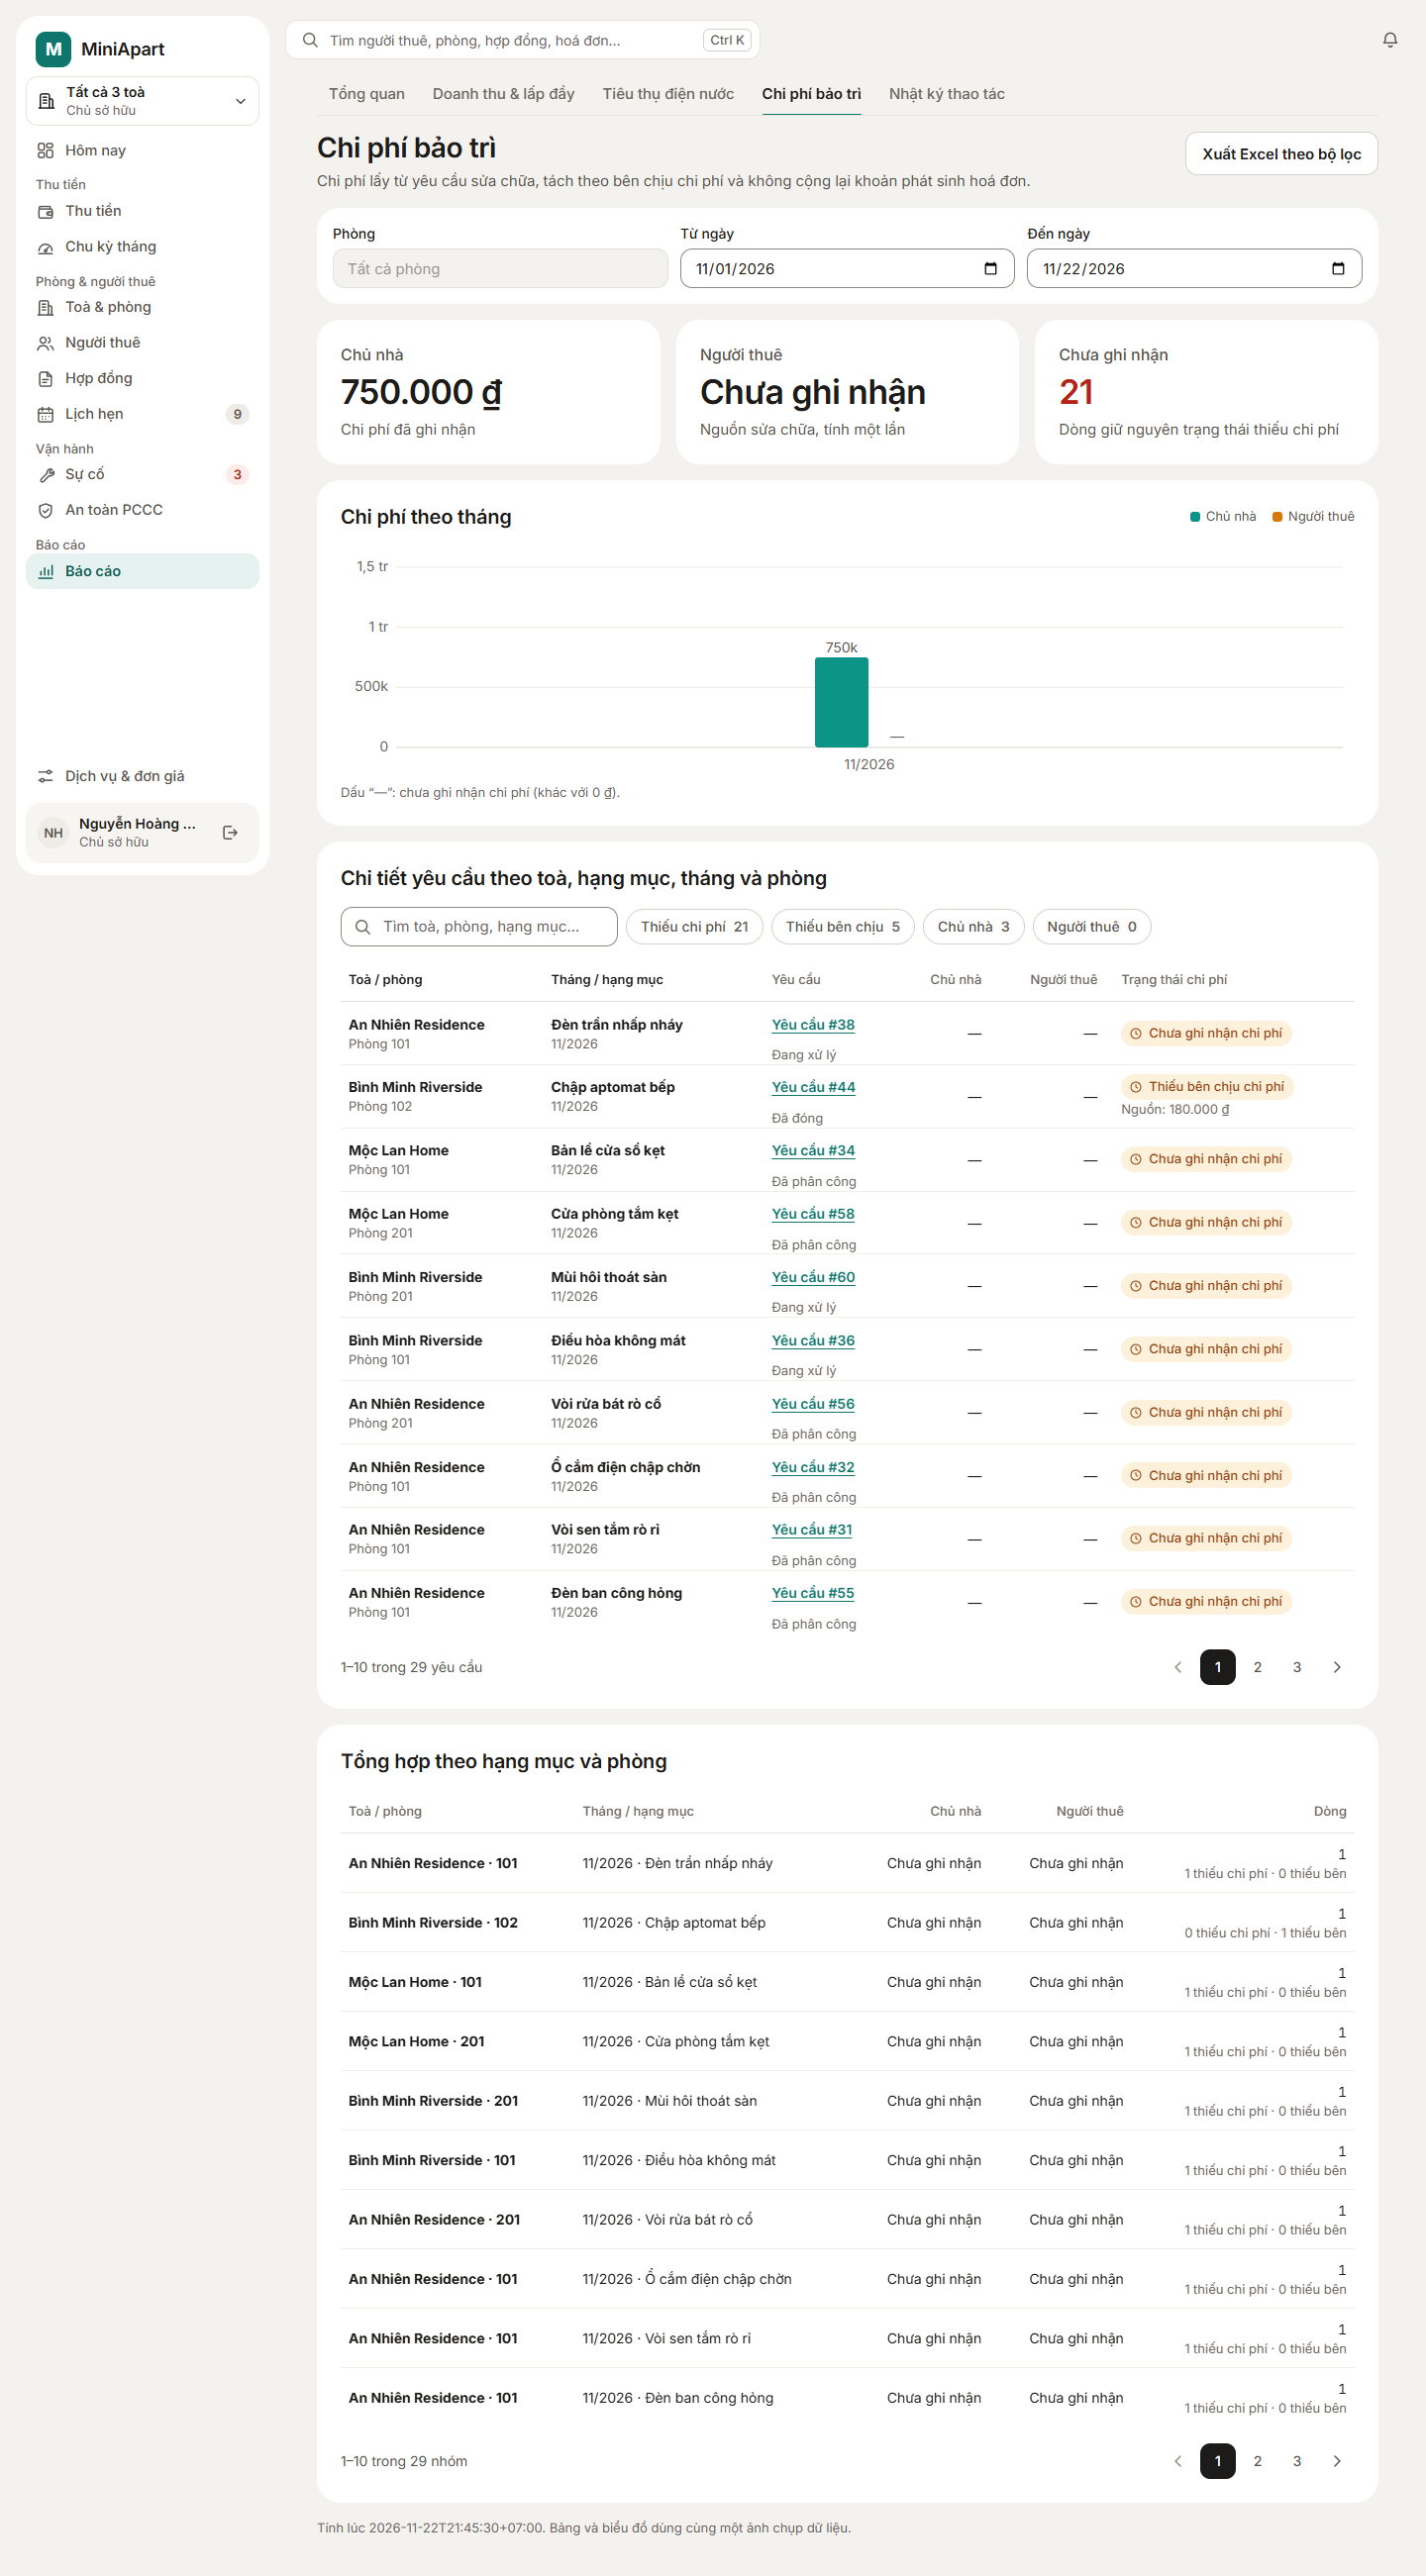 M MiniApart
Tất cả 3 toà
Chủ sở hữu
Hôm nay
Thu tiền
Thu tiền
Chu kỳ tháng
Phòng & người thuê
Toà & phòng
Người thuê
Hợp đồng
Lịch hẹn 9
Vận hành
Sự cố 3
An toàn PCCC
Báo cáo
Báo cáo
Dịch vụ & đơn giá
NH Nguyễn Hoàng ...
Chủ sở hữu
Tìm người thuê, phòng, hợp đồng, hoá đơn... Ctrl K
Tổng quan Doanh thu & lấp đầy Tiêu thụ điện nước Chi phí bảo trì Nhật ký thao tác
Chi phí bảo trì
Chi phí lấy từ yêu cầu sửa chữa, tách theo bên chịu chi phí và không cộng lại khoản phát sinh hoá đơn.
Xuất Excel theo bộ lọc
Phòng Từ ngày Đến ngày
Tất cả phòng 11/01/2026 11/22/2026
Chủ nhà
750.000 ₫
Chi phí đã ghi nhận
Người thuê
Chưa ghi nhận
Nguồn sửa chữa, tính một lần
Chưa ghi nhận
21
Dòng giữ nguyên trạng thái thiếu chi phí
Chi phí theo tháng
Chủ nhà Người thuê
1,5 tr
1 tr
500k
0
750k
—
11/2026
Dấu “—”: chưa ghi nhận chi phí (khác với 0 ₫).
Chi tiết yêu cầu theo toà, hạng mục, tháng và phòng
Tìm toà, phòng, hạng mục... Thiếu chi phí 21 Thiếu bên chịu 5 Chủ nhà 3 Người thuê 0
Toà / phòng Tháng / hạng mục Yêu cầu Chủ nhà Người thuê Trạng thái chi phí
An Nhiên Residence Đèn trần nhấp nháy Yêu cầu #38 — — Chưa ghi nhận chi phí
Phòng 101 11/2026 Đang xử lý
Bình Minh Riverside Chập aptomat bếp Yêu cầu #44 — — Thiếu bên chịu chi phí
Phòng 102 11/2026 Đã đóng Nguồn: 180.000 ₫
Mộc Lan Home Bản lề cửa sổ kẹt Yêu cầu #34 — — Chưa ghi nhận chi phí
Phòng 101 11/2026 Đã phân công
Mộc Lan Home Cửa phòng tắm kẹt Yêu cầu #58 — — Chưa ghi nhận chi phí
Phòng 201 11/2026 Đã phân công
Bình Minh Riverside Mùi hôi thoát sàn Yêu cầu #60 — — Chưa ghi nhận chi phí
Phòng 201 11/2026 Đang xử lý
Bình Minh Riverside Điều hòa không mát Yêu cầu #36 — — Chưa ghi nhận chi phí
Phòng 101 11/2026 Đang xử lý
An Nhiên Residence Vòi rửa bát rò cổ Yêu cầu #56 — — Chưa ghi nhận chi phí
Phòng 201 11/2026 Đã phân công
An Nhiên Residence Ổ cắm điện chập chờn Yêu cầu #32 — — Chưa ghi nhận chi phí
Phòng 101 11/2026 Đã phân công
An Nhiên Residence Vòi sen tắm rò rỉ Yêu cầu #31 — — Chưa ghi nhận chi phí
Phòng 101 11/2026 Đã phân công
An Nhiên Residence Đèn ban công hỏng Yêu cầu #55 — — Chưa ghi nhận chi phí
Phòng 101 11/2026 Đã phân công
1–10 trong 29 yêu cầu 1 2 3
Tổng hợp theo hạng mục và phòng
Toà / phòng Tháng / hạng mục Chủ nhà Người thuê Dòng
An Nhiên Residence · 101 11/2026 · Đèn trần nhấp nháy Chưa ghi nhận Chưa ghi nhận 1
1 thiếu chi phí · 0 thiếu bên
Bình Minh Riverside · 102 11/2026 · Chập aptomat bếp Chưa ghi nhận Chưa ghi nhận 1
0 thiếu chi phí · 1 thiếu bên
Mộc Lan Home · 101 11/2026 · Bản lề cửa sổ kẹt Chưa ghi nhận Chưa ghi nhận 1
1 thiếu chi phí · 0 thiếu bên
Mộc Lan Home · 201 11/2026 · Cửa phòng tắm kẹt Chưa ghi nhận Chưa ghi nhận 1
1 thiếu chi phí · 0 thiếu bên
Bình Minh Riverside · 201 11/2026 · Mùi hôi thoát sàn Chưa ghi nhận Chưa ghi nhận 1
1 thiếu chi phí · 0 thiếu bên
Bình Minh Riverside · 101 11/2026 · Điều hòa không mát Chưa ghi nhận Chưa ghi nhận 1
1 thiếu chi phí · 0 thiếu bên
An Nhiên Residence · 201 11/2026 · Vòi rửa bát rò cổ Chưa ghi nhận Chưa ghi nhận 1
1 thiếu chi phí · 0 thiếu bên
An Nhiên Residence · 101 11/2026 · Ổ cắm điện chập chờn Chưa ghi nhận Chưa ghi nhận 1
1 thiếu chi phí · 0 thiếu bên
An Nhiên Residence · 101 11/2026 · Vòi sen tắm rò rỉ Chưa ghi nhận Chưa ghi nhận 1
1 thiếu chi phí · 0 thiếu bên
An Nhiên Residence · 101 11/2026 · Đèn ban công hỏng Chưa ghi nhận Chưa ghi nhận 1
1 thiếu chi phí · 0 thiếu bên
1–10 trong 29 nhóm 1 2 3
Tính lúc 2026-11-22T21:45:30+07:00. Bảng và biểu đồ dùng cùng một ảnh chụp dữ liệu.